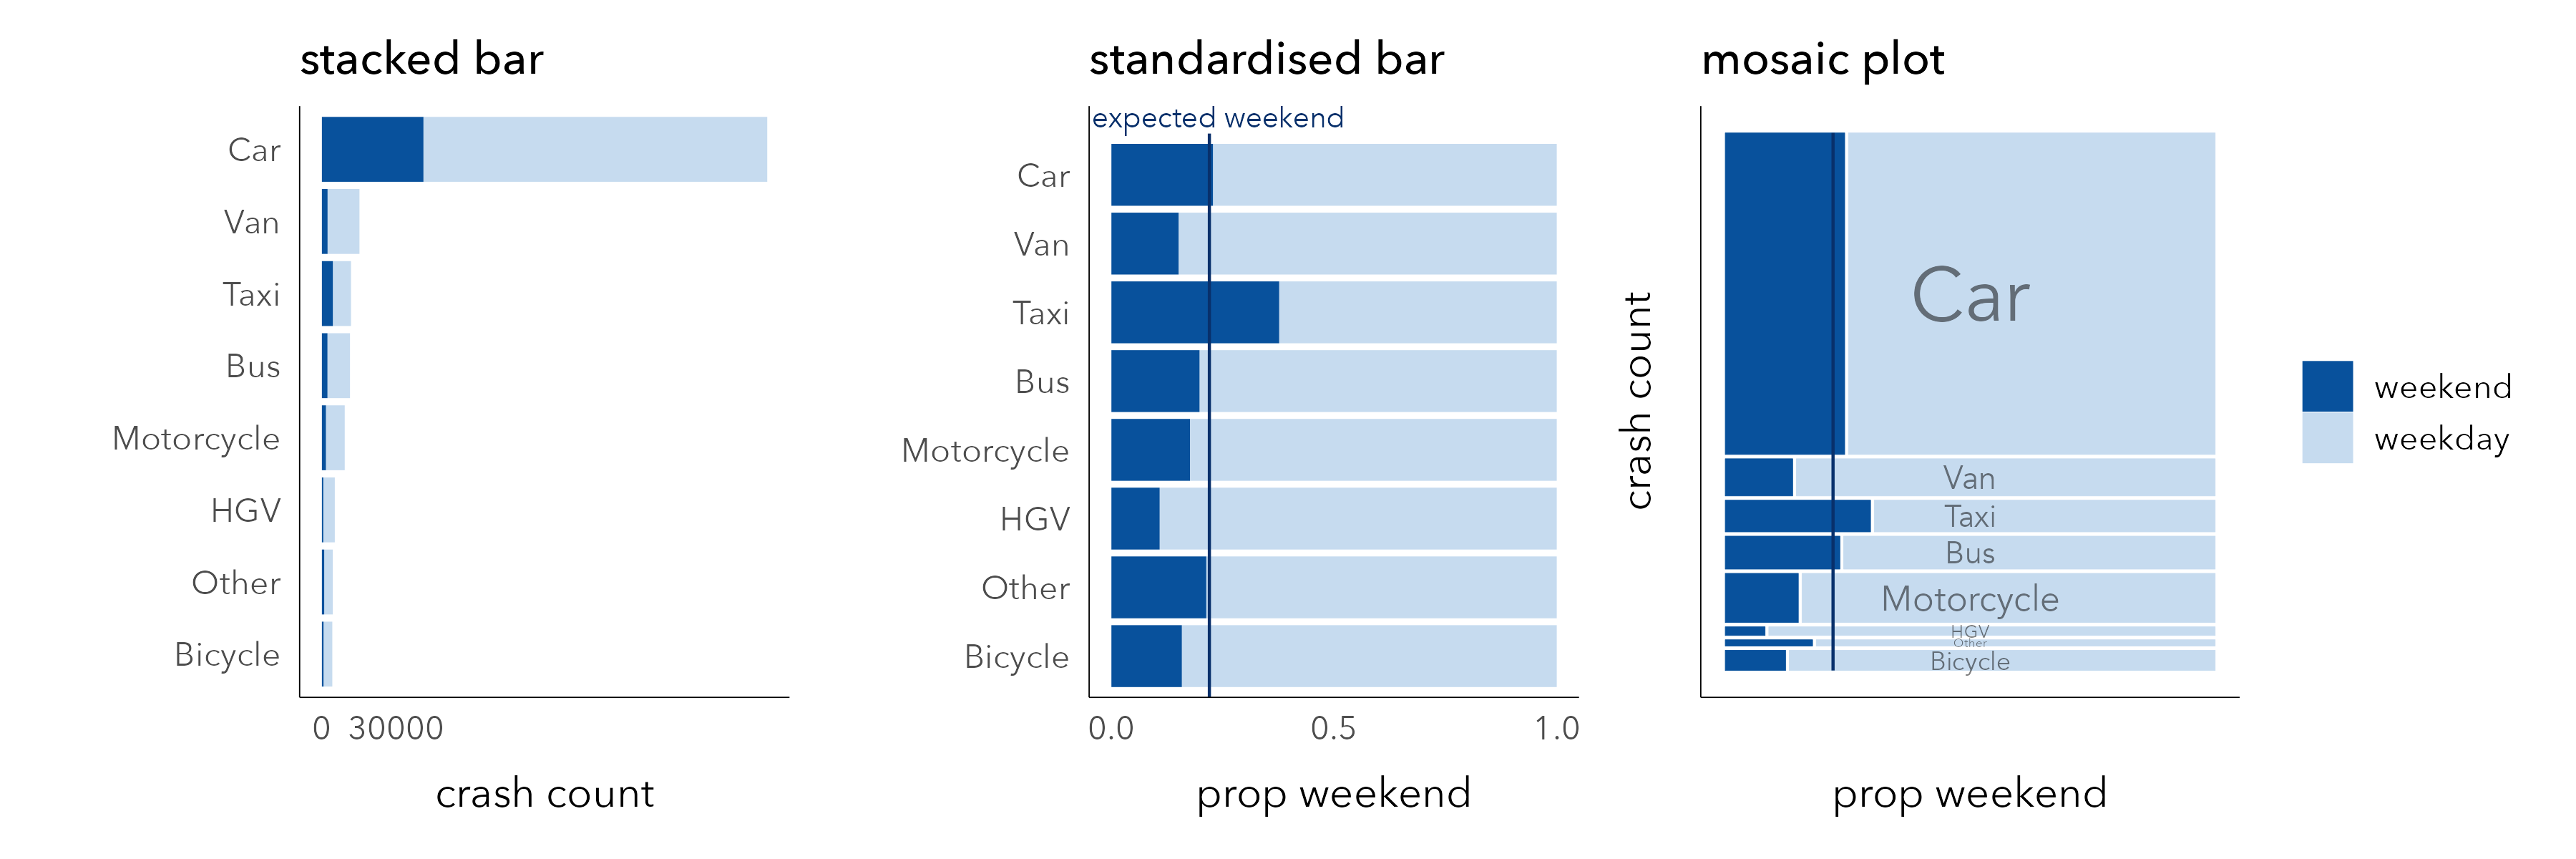 stacked bar
Car
Van
Taxi
Bus
Motorcycle
HGV
Other
Bicycle
0 30000
crash count
standardised bar
expected weekend
Car
Van
Taxi
Bus
Motorcycle
HGV
Other
Bicycle
0.0 0.5 1.0
prop weekend
mosaic plot
crash count
Car
Van
Taxi
Bus
Motorcycle
HGV
Other
Bicycle
prop weekend
weekend
weekday